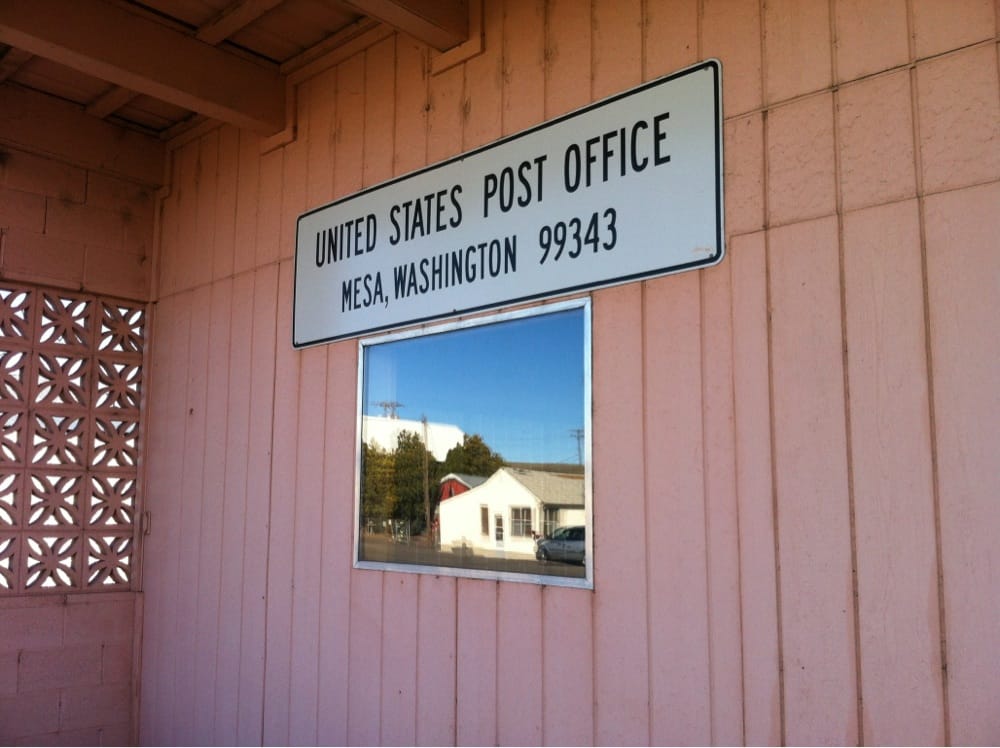 UNITED STATES POST OFFICE
MESA, WASHINGTON 99343